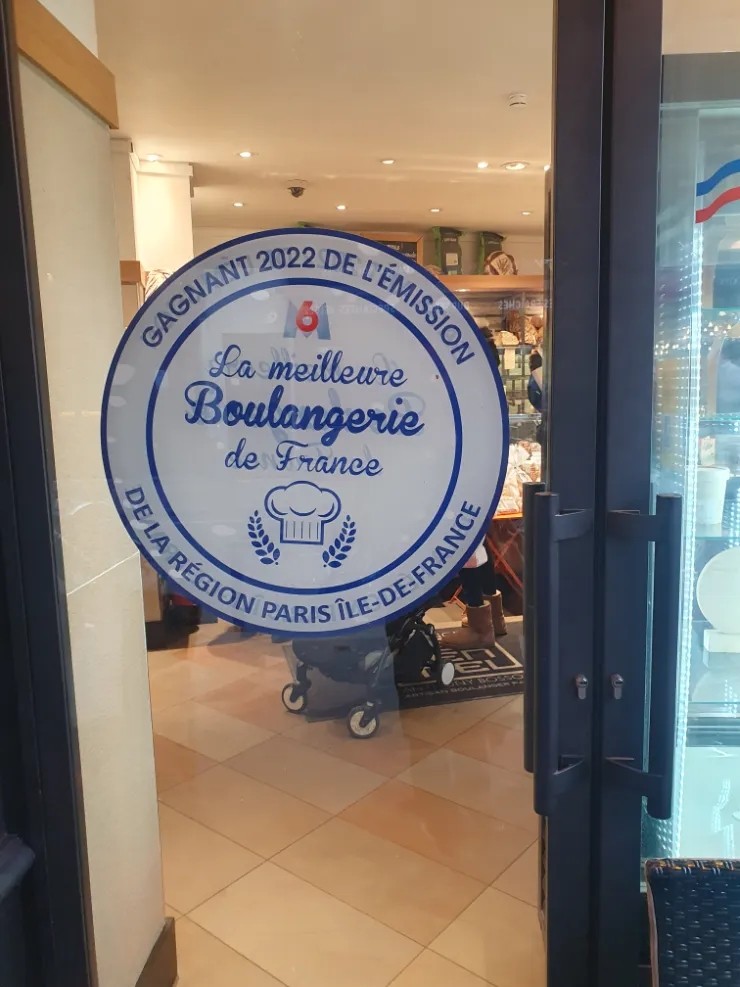 GAGNANT 2022 DE L'ÉMISSION
M6
La meilleure
Boulangerie
de France
DE LA RÉGION PARIS ÎLE-DE-FRANCE